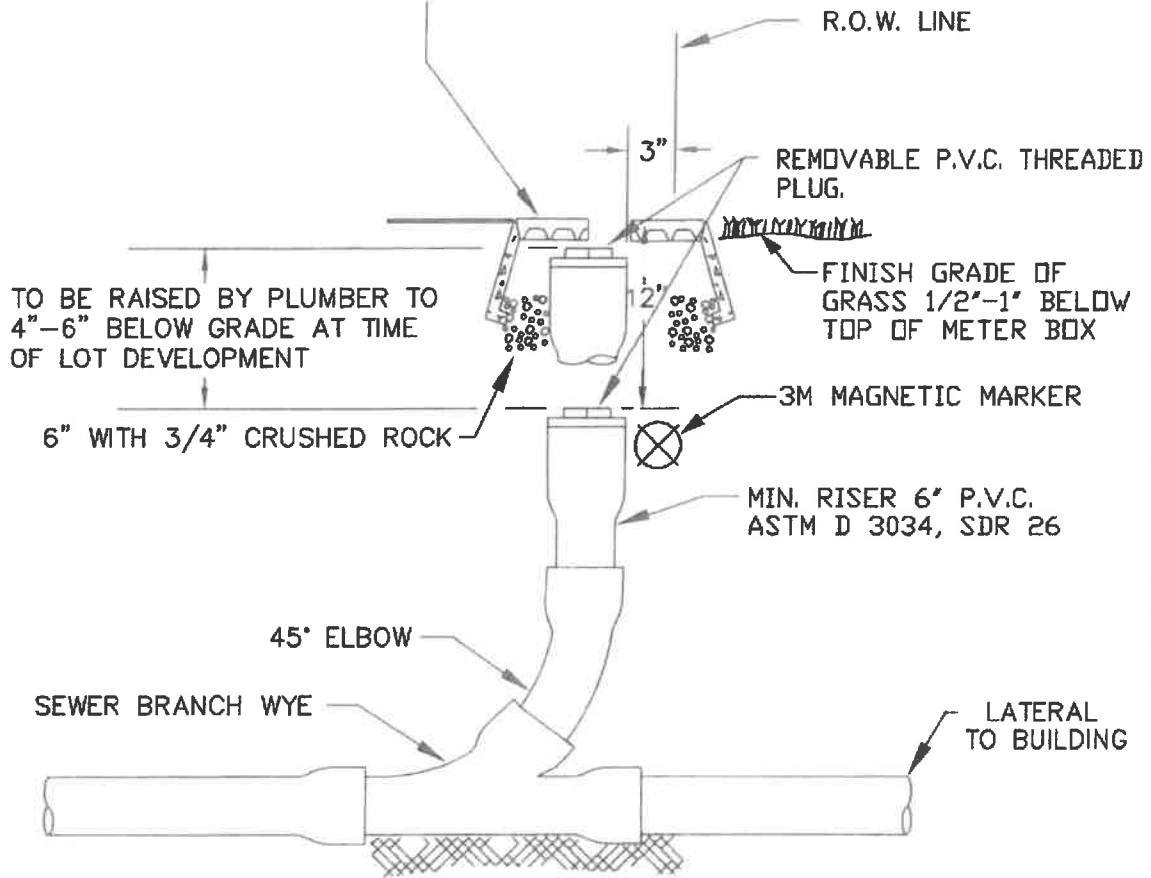 R.O.W. LINE
3"
REMOVABLE P.V.C. THREADED
PLUG.
FINISH GRADE OF
GRASS 1/2"-1" BELOW
TOP OF METER BOX
TO BE RAISED BY PLUMBER TO
4"-6" BELOW GRADE AT TIME
OF LOT DEVELOPMENT
12"
3M MAGNETIC MARKER
6" WITH 3/4" CRUSHED ROCK
MIN. RISER 6" P.V.C.
ASTM D 3034, SDR 26
45° ELBOW
SEWER BRANCH WYE
LATERAL
TO BUILDING